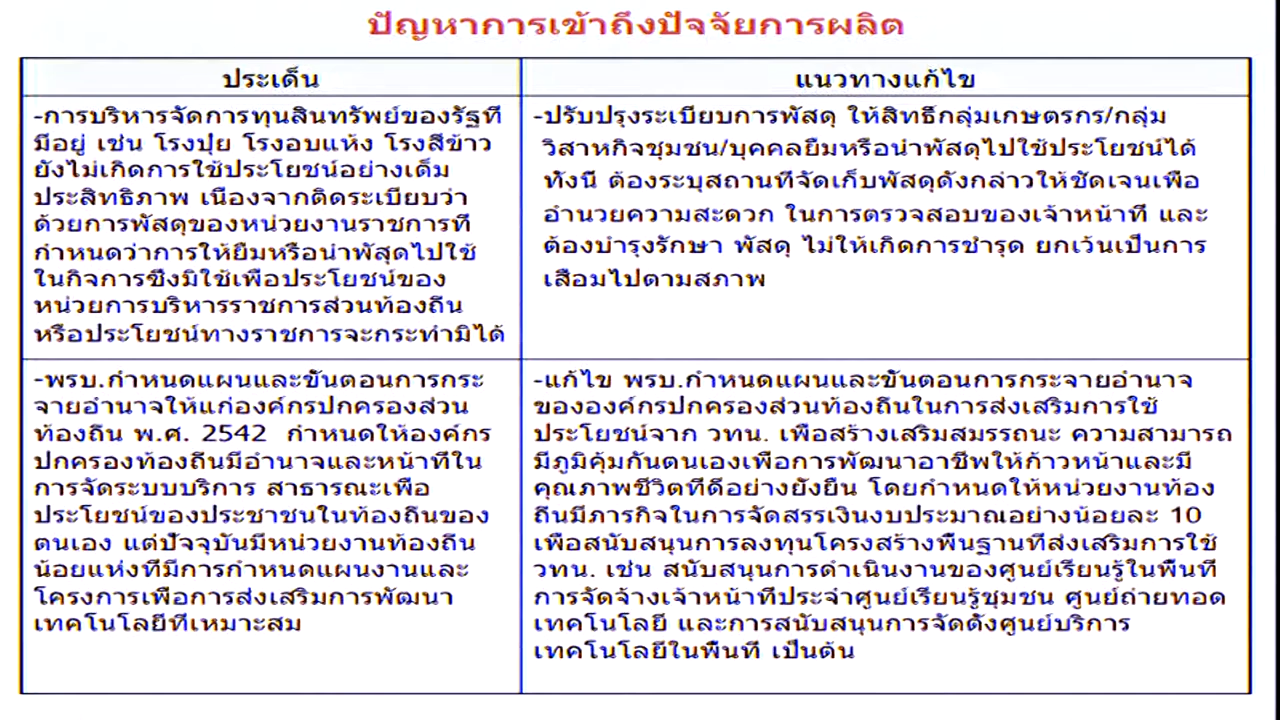 ปัญหาการเข้าถึงปัจจัยการผลิต
ประเด็น
แนวทางแก้ไข
-การบริหารจัดการทุนสินทรัพย์ของรัฐที่
มีอยู่ เช่น โรงปุ๋ย โรงอบแห้ง โรงสีข้าว
ยังไม่เกิดการใช้ประโยชน์อย่างเต็ม
ประสิทธิภาพ เนื่องจากติดระเบียบว่า
ด้วยการพัสดุของหน่วยงานราชการที่
กำหนดว่าการให้ยืมหรือนำพัสุดไปใช้
ในกิจการซึ่งมิใช้เพื่อประโยชน์ของ
หน่วยการบริหารราชการส่วนท้องถิ่น
หรือประโยชน์ทางราชการจะกระทำมิได้
-ปรับปรุงระเบียบการพัสดุ ให้สิทธิ์กลุ่มเกษตรกร/กลุ่ม
วิสาหกิจชุมชน/บุคคลยืมหรือนำพัสดุไปใช้ประโยชน์ได้
ทั้งนี้ ต้องระบุสถานที่จัดเก็บพัสดุดังกล่าวให้ชัดเจนเพื่อ
อำนวยความสะดวก ในการตรวจสอบของเจ้าหน้าที่ และ
ต้องบำรุงรักษา พัสดุ ไม่ให้เกิดการชำรุด ยกเว้นเป็นการ
เสื่อมไปตามสภาพ
-พรบ.กำหนดแผนและขั้นตอนการกระ
จายอำนาจให้แก่องค์กรปกครองส่วน
ท้องถิ่น พ.ศ. 2542 กำหนดให้องค์กร
ปกครองท้องถิ่นมีอำนาจและหน้าที่ใน
การจัดระบบบริการ สาธารณะเพื่อ
ประโยชน์ของประชาชนในท้องถิ่นของ
ตนเอง แต่ปัจจุบันมีหน่วยงานท้องถิ่น
น้อยแห่งที่มีการกำหนดแผนงานและ
โครงการเพื่อการส่งเสริมการพัฒนา
เทคโนโลยีที่เหมาะสม
-แก้ไข พรบ.กำหนดแผนและขั้นตอนการกระจายอำนาจ
ขององค์กรปกครองส่วนท้องถิ่นในการส่งเสริมการใช้
ประโยชน์จาก วทน. เพื่อสร้างเสริมสมรรถนะ ความสามารถ
มีภูมิคุ้มกันตนเองเพื่อการพัฒนาอาชีพให้ก้าวหน้าและมี
คุณภาพชีวิตที่ดีอย่างยั่งยืน โดยกำหนดให้หน่วยงานท้อง
ถิ่นมีภารกิจในการจัดสรรเงินงบประมาณอย่างน้อยละ 10
เพื่อสนับสนุนการลงทุนโครงสร้างพื้นฐานที่ส่งเสริมการใช้
วทน. เช่น สนับสนุนการดำเนินงานของศูนย์เรียนรู้ในพื้นที่
การจัดจ้างเจ้าหน้าที่ประจำศูนย์เรียนรู้ชุมชน ศูนย์ถ่ายทอด
เทคโนโลยี และการสนับสนุนการจัดตั้งศูนย์บริการ
เทคโนโลยีในพื้นที่ เป็นต้น